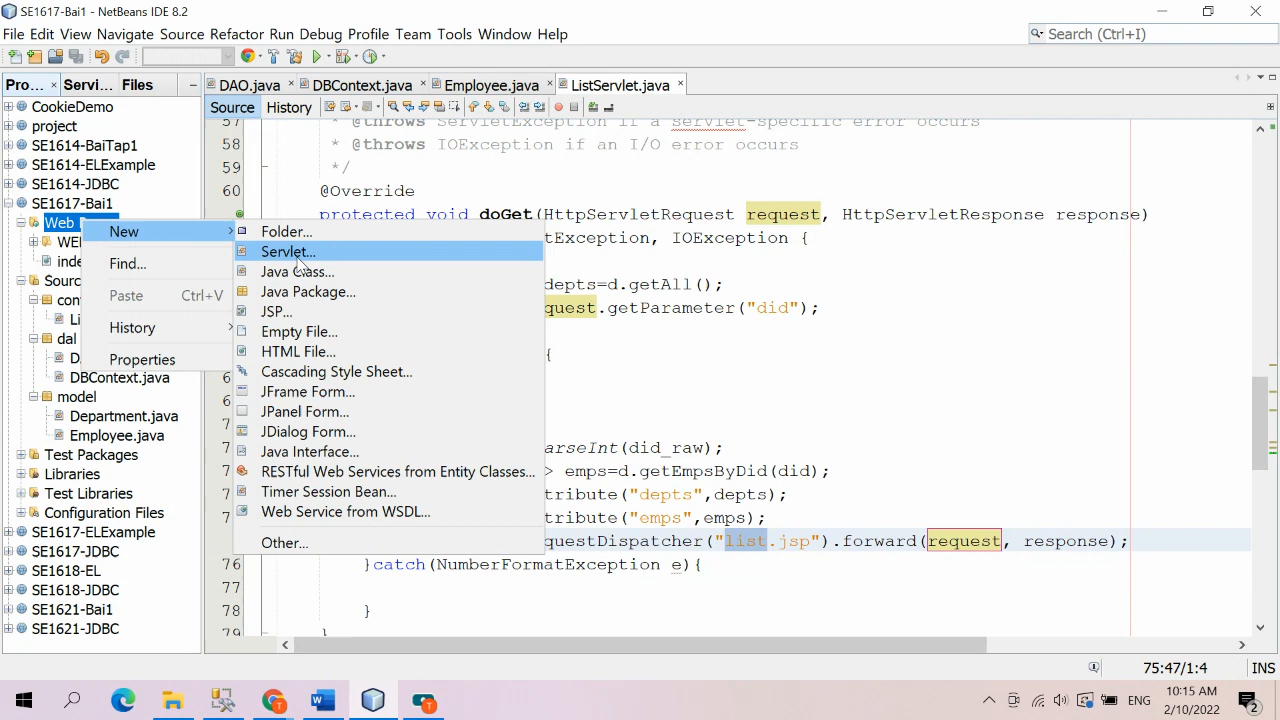 SE1617-Bai1 - NetBeans IDE 8.2
File Edit View Navigate Source Refactor Run Debug Profile Team Tools Window Help
Search (Ctrl+I)
Pro... × Servi... Files
DAO.java × DBContext.java × Employee.java × ListServlet.java ×
Source History
CookieDemo
project
SE1614-BaiTap1
SE1614-ELExample
SE1614-JDBC
SE1617-Bai1
Web
WE
inde
Sourc
con
Li
dal
D
DBContext.java
model
Department.java
Employee.java
Test Packages
Libraries
Test Libraries
Configuration Files
SE1617-ELExample
SE1618-EL
SE1618-JDBC
SE1621-Bai1
SE1621-JDBC
New
Find...
Paste Ctrl+V
History
Properties
Folder...
Servlet...
Java Class...
Java Package...
JSP...
Empty File...
HTML File...
Cascading Style Sheet...
JFrame Form...
JPanel Form...
JDialog Form...
Java Interface...
RESTful Web Services from Entity Classes...
Timer Session Bean...
Web Service from WSDL...
Other...
57 * @throws ServletException if a servlet-specific error occurs
58 * @throws IOException if an I/O error occurs
59 */
60 @Override
protected void doGet(HttpServletRequest request, HttpServletResponse response)
etException, IOException {
depts=d.getAll();
quest.getParameter("did");
{
arseInt(did_raw);
> emps=d.getEmpsByDid(did);
tribute("depts",depts);
tribute("emps",emps);
questDispatcher("list.jsp").forward(request, response);
76 }catch(NumberFormatException e){
77
78 }
79 }
75:47/1:4 INS
ENG
10:15 AM
2/10/2022
2